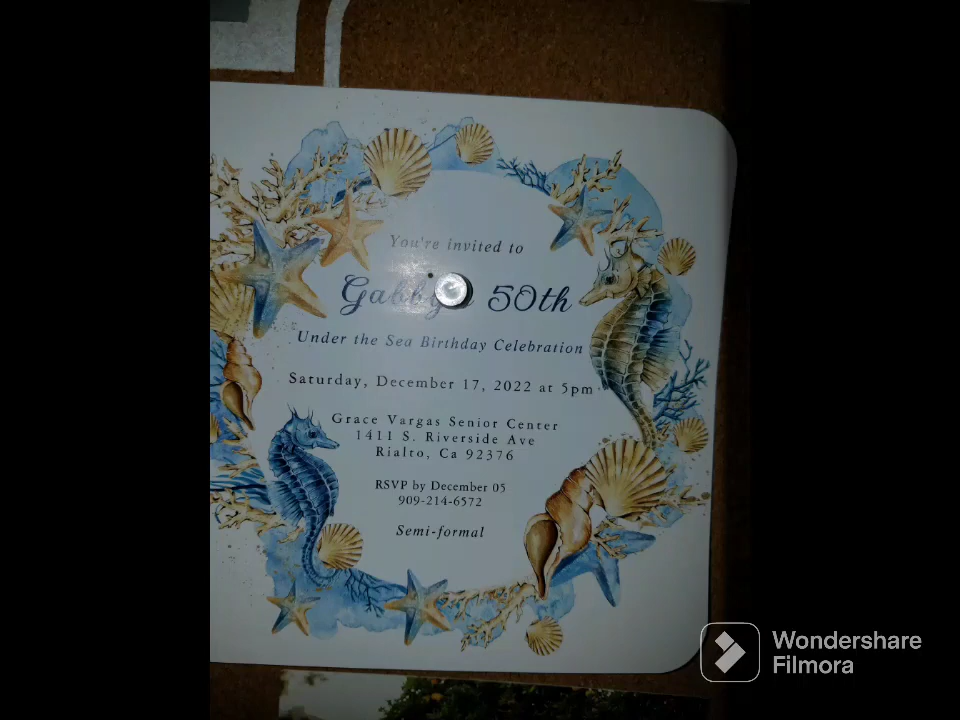 You're invited to
Gabby 50th
Under the Sea Birthday Celebration
Saturday, December 17, 2022 at 5pm
Grace Vargas Senior Center
1411 S. Riverside Ave
Rialto, Ca 92376
RSVP by December 05
909-214-6572
Semi-formal
Wondershare
Filmora